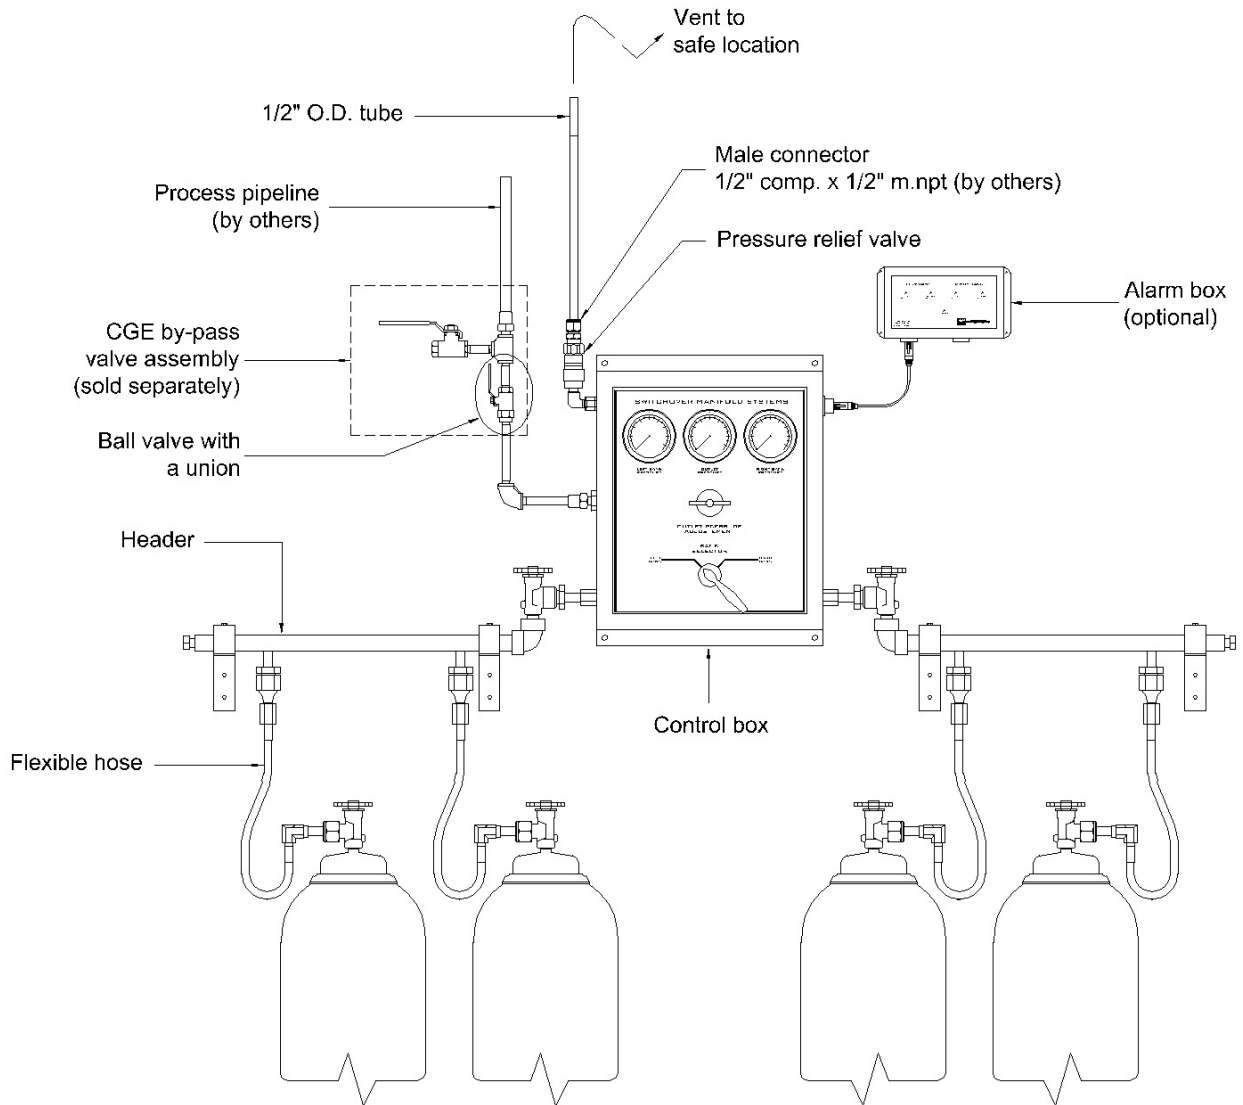 Vent to
safe location
1/2" O.D. tube
Male connector
1/2" comp. x 1/2" m.npt (by others)
Process pipeline
(by others)
Pressure relief valve
Alarm box
(optional)
CGE by-pass
valve assembly
(sold separately)
SWITCHOVER MANIFOLD SYSTEMS
Ball valve with
a union
Header
Control box
Flexible hose